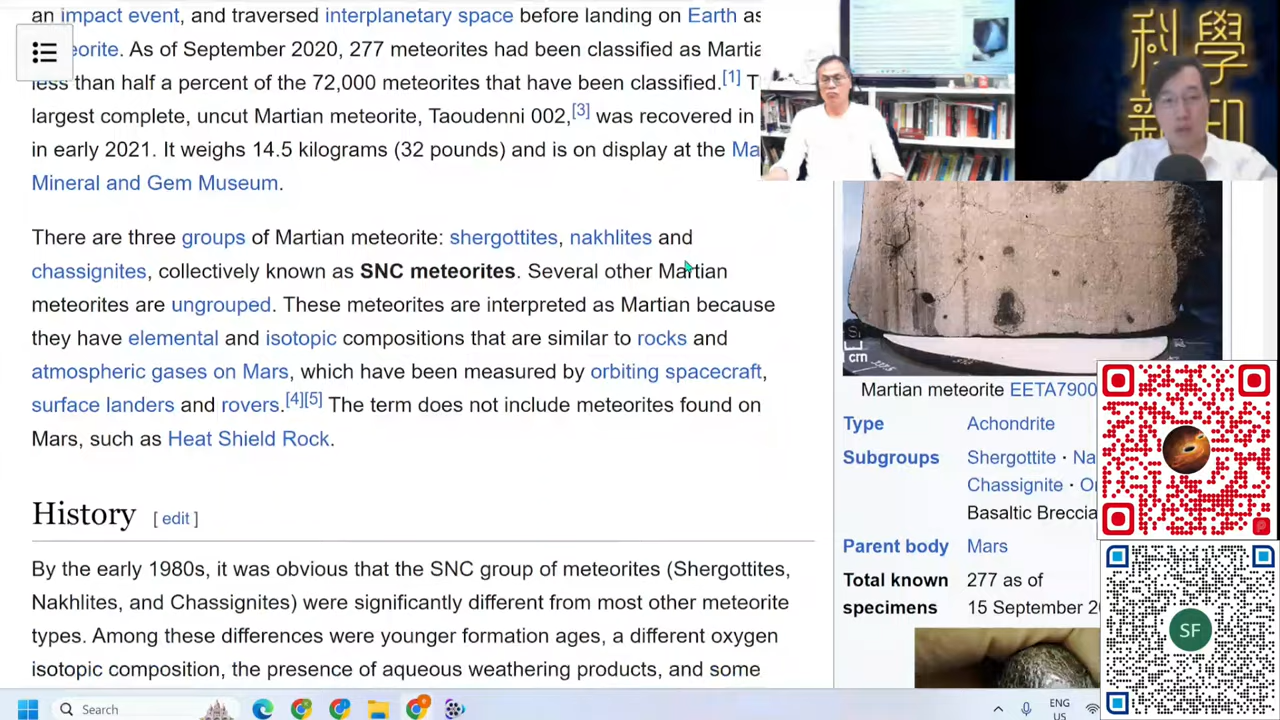 an impact event, and traversed interplanetary space before landing on Earth as
eorite. As of September 2020, 277 meteorites had been classified as Martia
less than half a percent of the 72,000 meteorites that have been classified.[1] T
largest complete, uncut Martian meteorite, Taoudenni 002,[3] was recovered in
in early 2021. It weighs 14.5 kilograms (32 pounds) and is on display at the Ma
Mineral and Gem Museum.
There are three groups of Martian meteorite: shergottites, nakhlites and
chassignites, collectively known as SNC meteorites. Several other Martian
meteorites are ungrouped. These meteorites are interpreted as Martian because
they have elemental and isotopic compositions that are similar to rocks and
atmospheric gases on Mars, which have been measured by orbiting spacecraft,
surface landers and rovers.[4][5] The term does not include meteorites found on
Mars, such as Heat Shield Rock.
History [ edit ]
By the early 1980s, it was obvious that the SNC group of meteorites (Shergottites,
Nakhlites, and Chassignites) were significantly different from most other meteorite
types. Among these differences were younger formation ages, a different oxygen
isotopic composition, the presence of aqueous weathering products, and some
科學
新知
cm
Martian meteorite EETA7900
Type Achondrite
Subgroups Shergottite · Na
Chassignite · O
Basaltic Breccia
Parent body Mars
Total known 277 as of
specimens 15 September 20
SF
Search
ENG
US